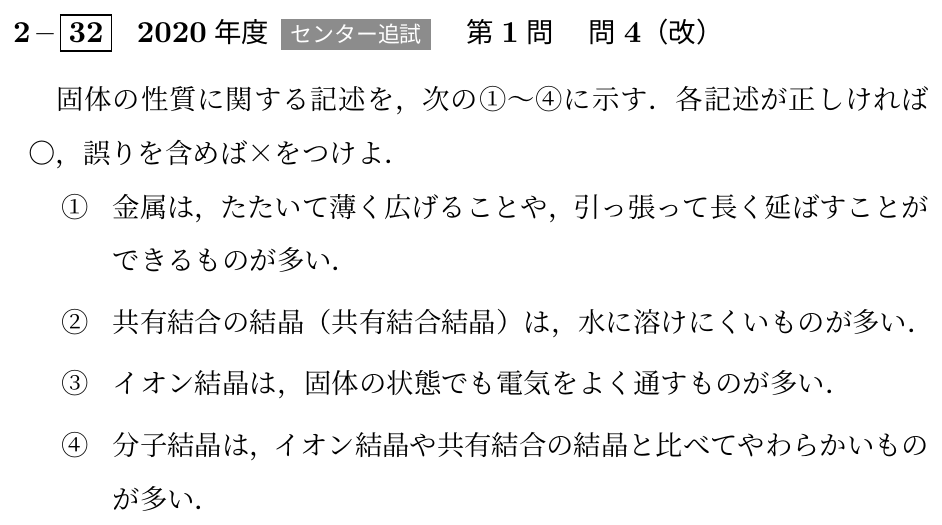 2－32　2020 年度　センター追試　第 1 問　問 4（改）
固体の性質に関する記述を，次の①～④に示す．各記述が正しければ
○，誤りを含めば×をつけよ．
①　金属は，たたいて薄く広げることや，引っ張って長く延ばすことが
できるものが多い．
②　共有結合の結晶（共有結合結晶）は，水に溶けにくいものが多い．
③　イオン結晶は，固体の状態でも電気をよく通すものが多い．
④　分子結晶は，イオン結晶や共有結合の結晶と比べてやわらかいもの
が多い．